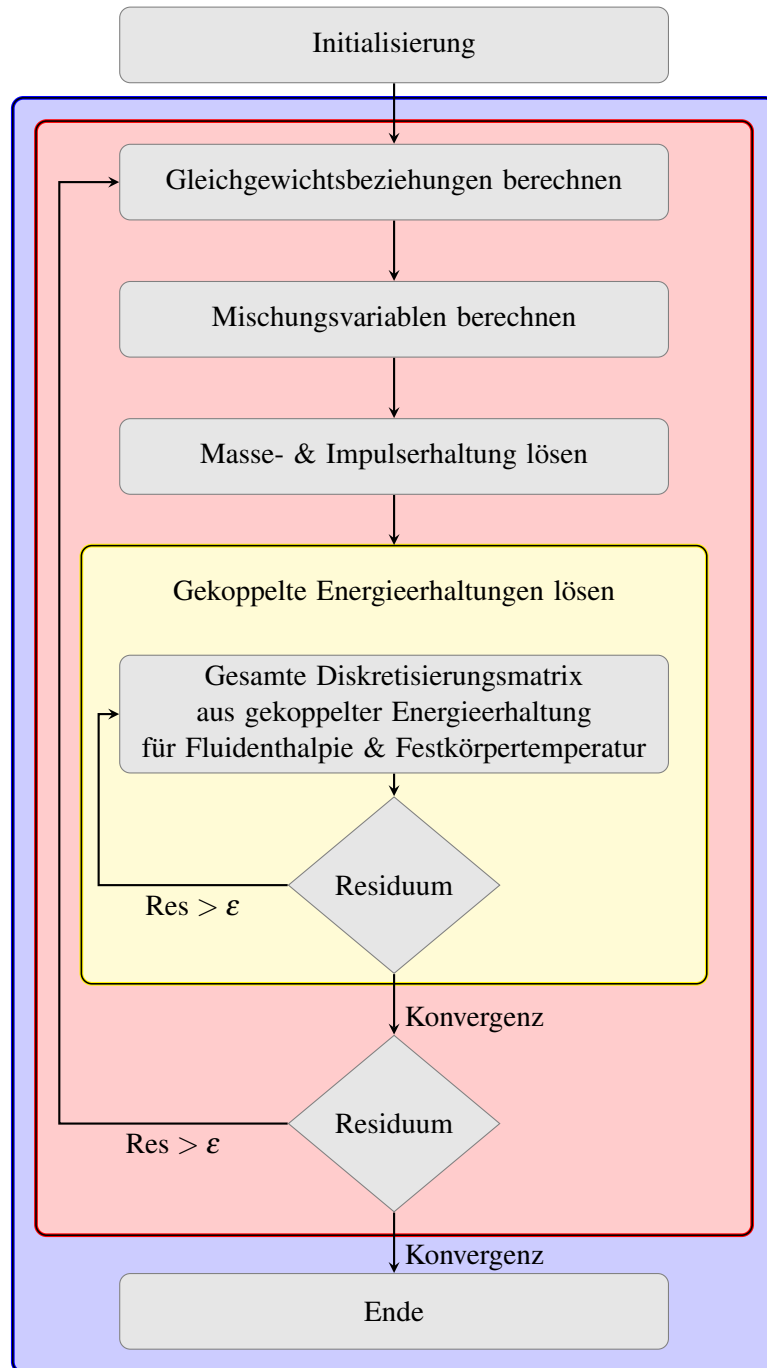 Initialisierung
Gleichgewichtsbeziehungen berechnen
Mischungsvariablen berechnen
Masse- & Impulserhaltung lösen
Gekoppelte Energieerhaltungen lösen
Gesamte Diskretisierungsmatrix
aus gekoppelter Energieerhaltung
für Fluidenthalpie & Festkörpertemperatur
Residuum
Res > ε
Konvergenz
Residuum
Res > ε
Konvergenz
Ende